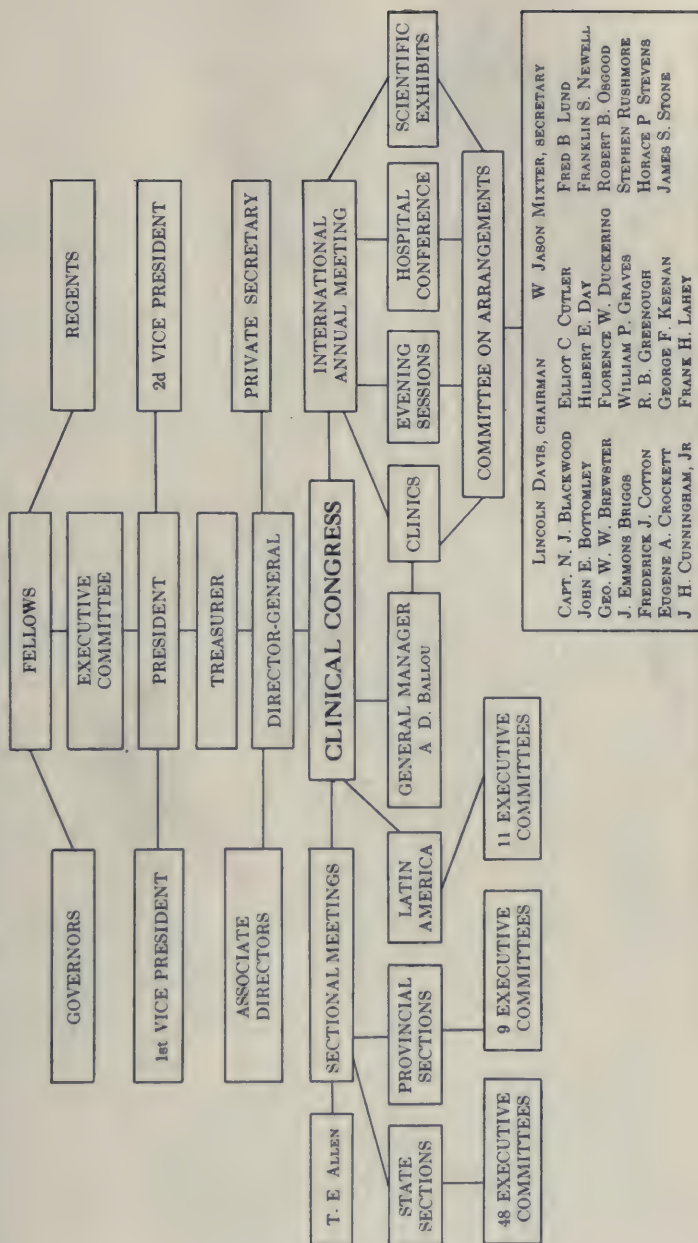 FELLOWS
GOVERNORS
REGENTS
EXECUTIVE
COMMITTEE
1st VICE PRESIDENT
PRESIDENT
2d VICE PRESIDENT
TREASURER
ASSOCIATE
DIRECTORS
DIRECTOR-GENERAL
PRIVATE SECRETARY
T. E ALLEN
SECTIONAL MEETINGS
CLINICAL CONGRESS
INTERNATIONAL
ANNUAL MEETING
STATE
SECTIONS
PROVINCIAL
SECTIONS
LATIN
AMERICA
GENERAL MANAGER
A D. BALLOU
CLINICS
EVENING
SESSIONS
HOSPITAL
CONFERENCE
SCIENTIFIC
EXHIBITS
48 EXECUTIVE
COMMITTEES
9 EXECUTIVE
COMMITTEES
11 EXECUTIVE
COMMITTEES
COMMITTEE ON ARRANGEMENTS
LINCOLN DAVIS, CHAIRMAN W JASON MIXTER, SECRETARY
CAPT. N. J. BLACKWOOD ELLIOT C CUTLER FRED B LUND
JOHN E. BOTTOMLEY HILBERT E. DAY FRANKLIN S. NEWELL
GEO. W. W. BREWSTER FLORENCE W. DUCKERING ROBERT B. OSGOOD
J. EMMONS BRIGGS WILLIAM P. GRAVES STEPHEN RUSHMORE
FREDERICK J. COTTON R. B. GREENOUGH HORACE P STEVENS
EUGENE A. CROCKETT GEORGE F. KEENAN JAMES S. STONE
J H. CUNNINGHAM, JR FRANK H. LAHEY